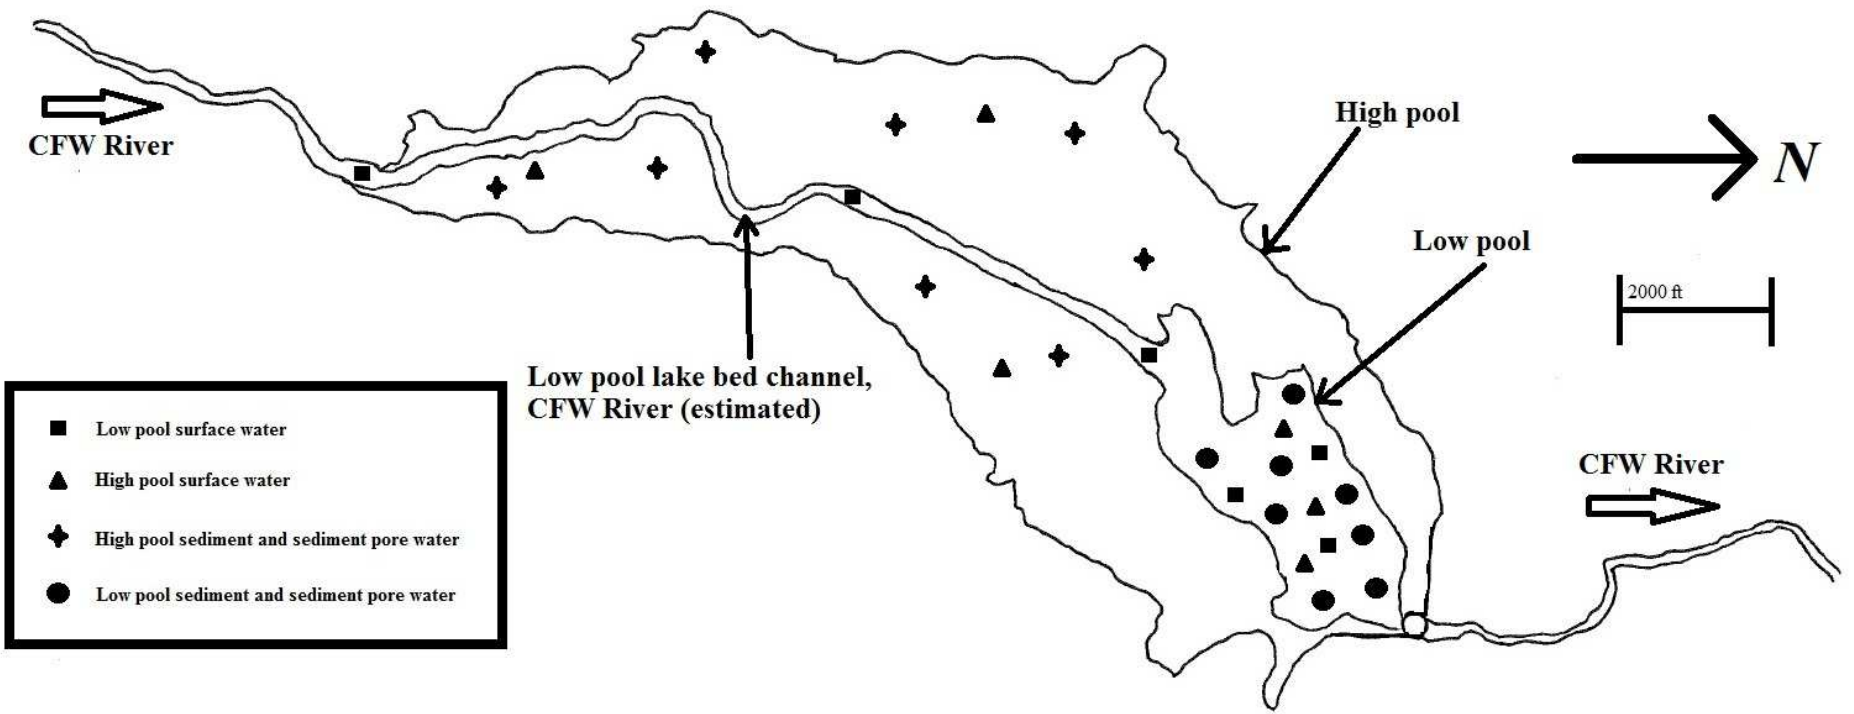 CFW River
High pool
N
Low pool
2000 ft
Low pool lake bed channel,
CFW River (estimated)
Low pool surface water
High pool surface water
High pool sediment and sediment pore water
Low pool sediment and sediment pore water
CFW River